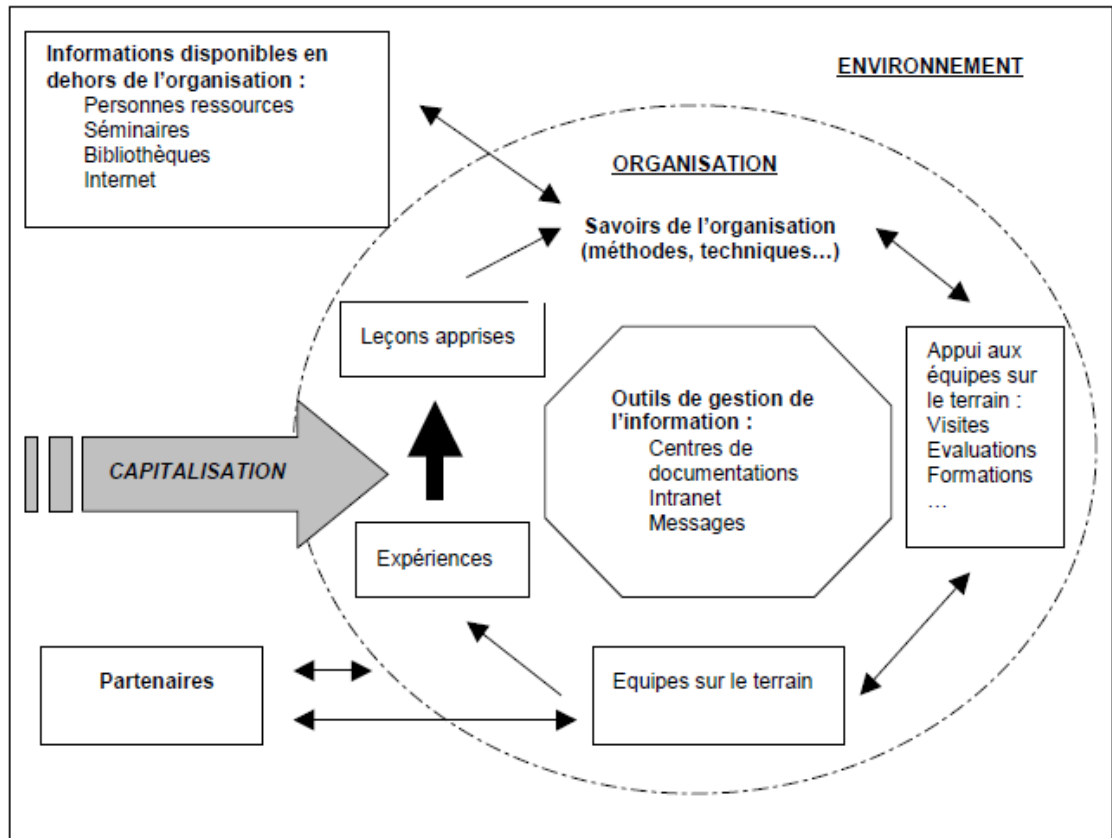 Informations disponibles en
dehors de l'organisation :
Personnes ressources
Séminaires
Bibliothèques
Internet
ENVIRONNEMENT
ORGANISATION
Savoirs de l'organisation
(méthodes, techniques…)
Leçons apprises
Outils de gestion de
l'information :
Centres de
documentations
Intranet
Messages
Appui aux
équipes sur
le terrain :
Visites
Evaluations
Formations
…
CAPITALISATION
Expériences
Partenaires
Equipes sur le terrain